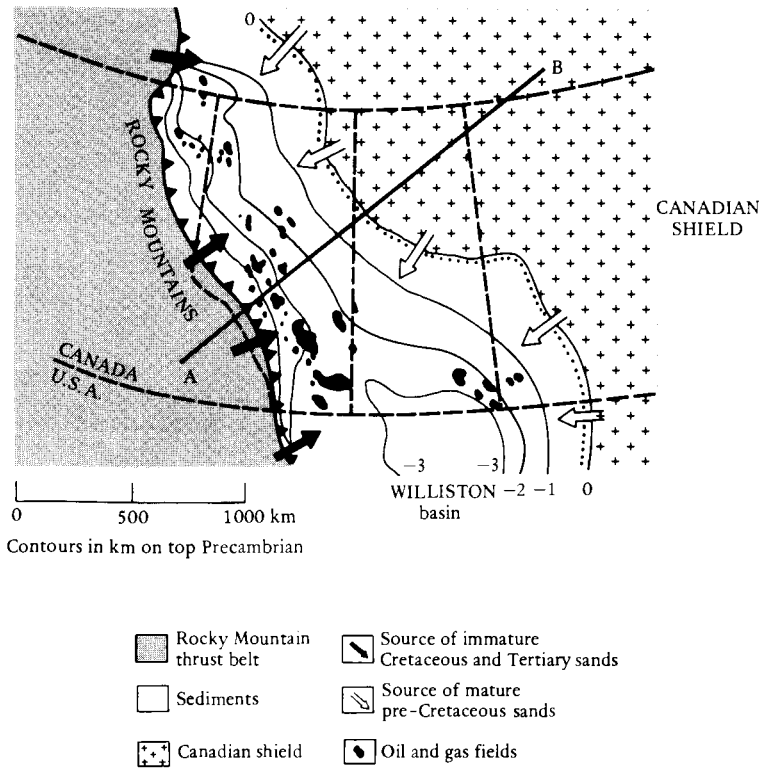 0
B
ROCKY MOUNTAINS
CANADIAN
SHIELD
CANADA
U.S.A.
A
−3
−3
WILLISTON −2 −1 0
basin
0 500 1000 km
Contours in km on top Precambrian
Rocky Mountain
thrust belt
Source of immature
Cretaceous and Tertiary sands
Sediments
Source of mature
pre-Cretaceous sands
Canadian shield
Oil and gas fields